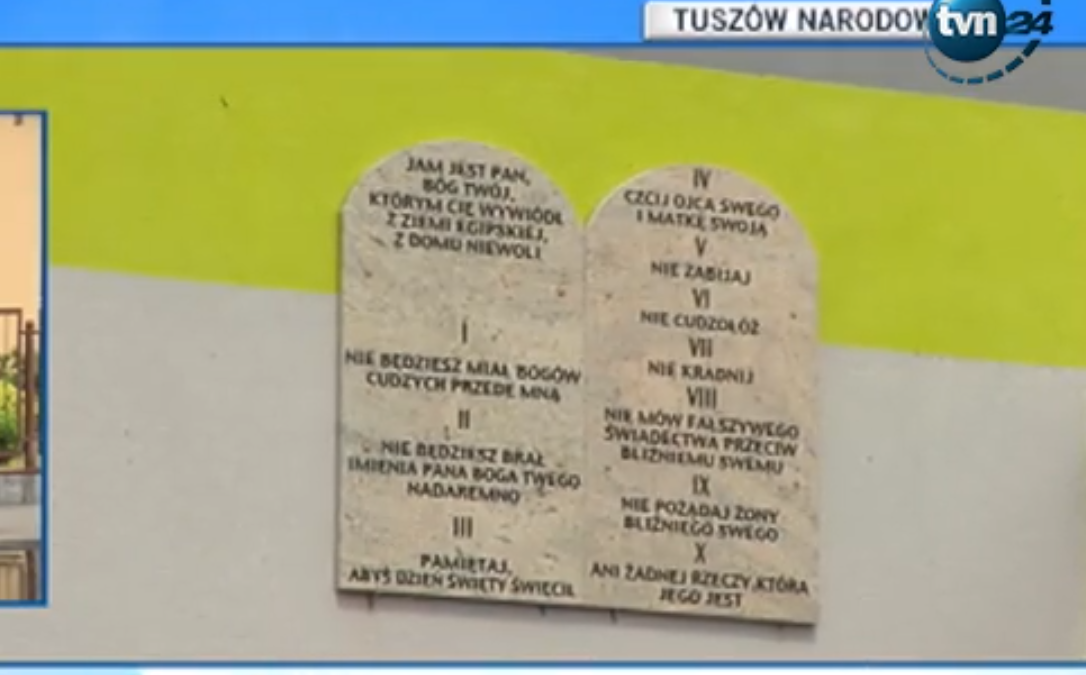 TUSZÓW NARODOW
tvn24
JAM JEST PAN,
BÓG TWÓJ,
KTÓRYM CIĘ WYWIÓDŁ
Z ZIEMI EGIPSKIEJ,
Z DOMU NIEWOLI
I
NIE BĘDZIESZ MIAŁ BOGÓW
CUDZYCH PRZEDE MNĄ
II
NIE BĘDZIESZ BRAŁ
IMIENIA PANA BOGA TWEGO
NADAREMNO
III
PAMIĘTAJ,
ABYŚ DZIEŃ ŚWIĘTY ŚWIĘCIŁ
IV
CZCIJ OJCA SWEGO
I MATKĘ SWOJĄ
V
NIE ZABIJAJ
VI
NIE CUDZOŁÓŻ
VII
NIE KRADNIJ
VIII
NIE MÓW FAŁSZYWEGO
ŚWIADECTWA PRZECIW
BLIŹNIEMU SWEMU
IX
NIE POŻĄDAJ ŻONY
BLIŹNIEGO SWEGO
X
ANI ŻADNEJ RZECZY, KTÓRA
JEGO JEST